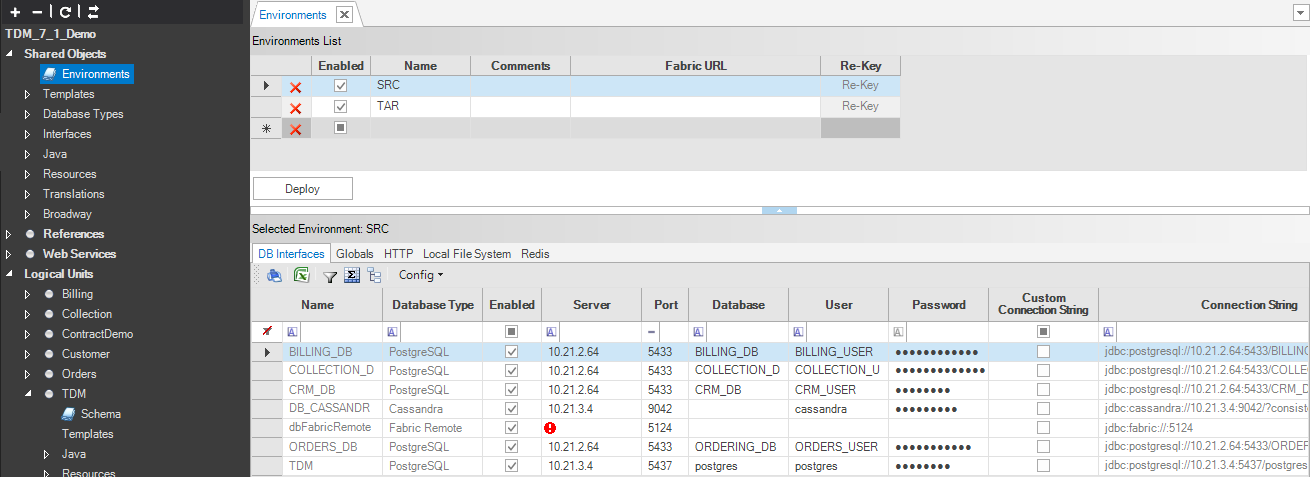 TDM_7_1_Demo
Shared Objects
Environments
Templates
Database Types
Interfaces
Java
Resources
Translations
Broadway
References
Web Services
Logical Units
Billing
Collection
ContractDemo
Customer
Orders
TDM
Schema
Templates
Java
Resources
Environments
Environments List
Enabled Name Comments Fabric URL Re-Key
SRC Re-Key
TAR Re-Key
Deploy
Selected Environment: SRC
DB Interfaces Globals HTTP Local File System Redis
Config
Name Database Type Enabled Server Port Database User Password Custom Connection String Connection String
BILLING_DB PostgreSQL 10.21.2.64 5433 BILLING_DB BILLING_USER ●●●●●●●●●●●● jdbc:postgresql://10.21.2.64:5433/BILLING
COLLECTION_D PostgreSQL 10.21.2.64 5433 COLLECTION_D COLLECTION_U ●●●●●●●●●●●●● jdbc:postgresql://10.21.2.64:5433/COLLE
CRM_DB PostgreSQL 10.21.2.64 5433 CRM_DB CRM_USER ●●●●●●●● jdbc:postgresql://10.21.2.64:5433/CRM_D
DB_CASSANDR Cassandra 10.21.3.4 9042 cassandra ●●●●●●●●● jdbc:cassandra://10.21.3.4:9042/?consist
dbFabricRemote Fabric Remote 5124 jdbc:fabric://:5124
ORDERS_DB PostgreSQL 10.21.2.64 5433 ORDERING_DB ORDERS_USER ●●●●●●●●●●● jdbc:postgresql://10.21.2.64:5433/ORDER
TDM PostgreSQL 10.21.3.4 5437 postgres postgres ●●●●●●●● jdbc:postgresql://10.21.3.4:5437/postgres